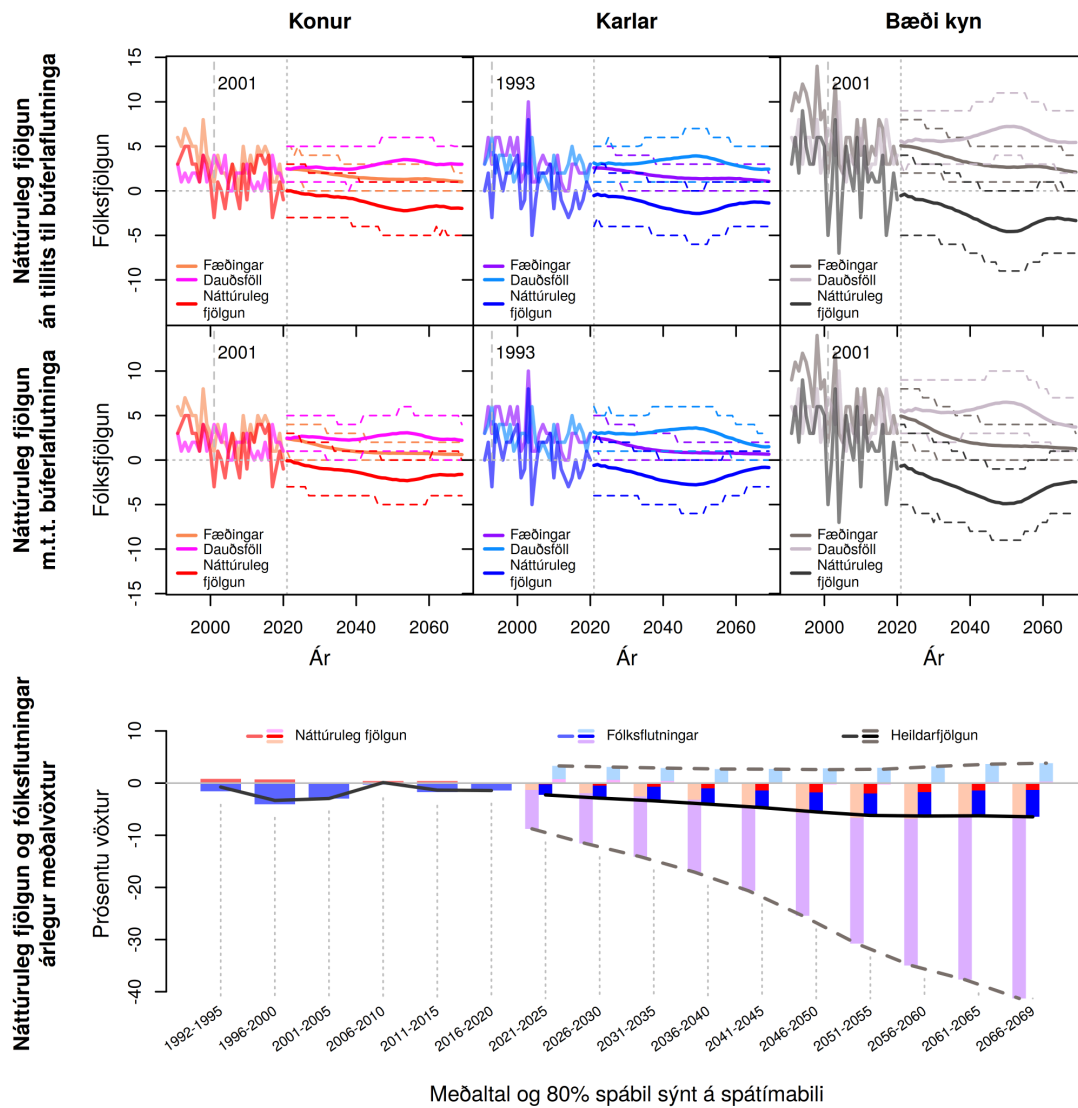 Konur Karlar Bæði kyn
Náttúruleg fjölgun
án tillits til búferlaflutninga
Fólksfjölgun
15
10
5
0
-5
-10
2001
1993
2001
Fæðingar
Dauðsföll
Náttúruleg
fjölgun
Fæðingar
Dauðsföll
Náttúruleg
fjölgun
Fæðingar
Dauðsföll
Náttúruleg
fjölgun
Náttúruleg fjölgun
m.t.t. búferlaflutninga
Fólksfjölgun
10
5
0
-5
-10
-15
2001
1993
2001
Fæðingar
Dauðsföll
Náttúruleg
fjölgun
Fæðingar
Dauðsföll
Náttúruleg
fjölgun
Fæðingar
Dauðsföll
Náttúruleg
fjölgun
2000 2020 2040 2060
2000 2020 2040 2060
2000 2020 2040 2060
Ár Ár Ár
Náttúruleg fjölgun og fólksflutningar
árlegur meðalvöxtur
Prósentu vöxtur
10
0
-10
-20
-30
-40
Náttúruleg fjölgun Fólksflutningar Heildarfjölgun
1992-1995
1996-2000
2001-2005
2006-2010
2011-2015
2016-2020
2021-2025
2026-2030
2031-2035
2036-2040
2041-2045
2046-2050
2051-2055
2056-2060
2061-2065
2066-2069
Meðaltal og 80% spábil sýnt á spátímabili